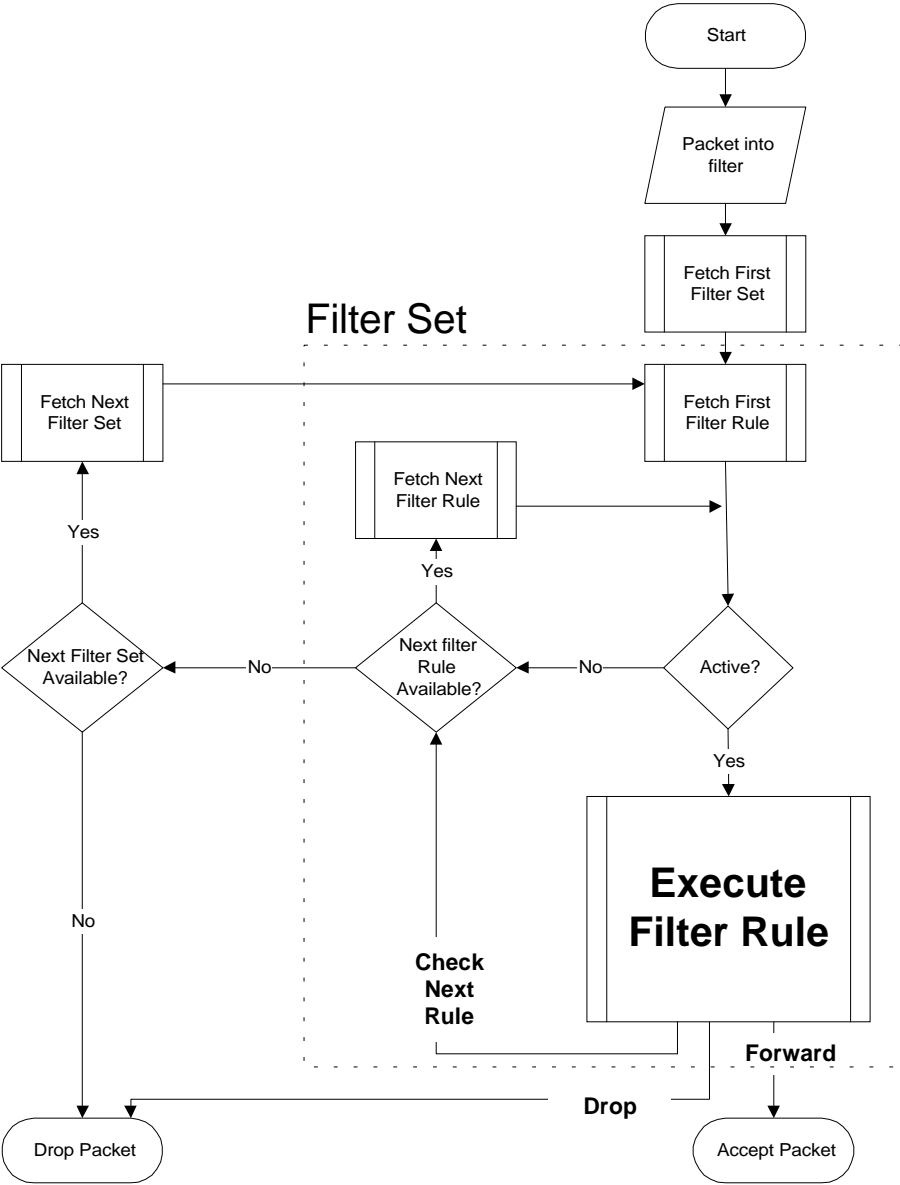 Start
Packet into
filter
Fetch First
Filter Set
Filter Set
Fetch Next
Filter Set
Fetch First
Filter Rule
Fetch Next
Filter Rule
Yes
Yes
Next Filter Set
Available?
No
Next filter
Rule
Available?
No
Active?
Yes
Execute
Filter Rule
No
Check
Next
Rule
Forward
Drop
Drop Packet
Accept Packet